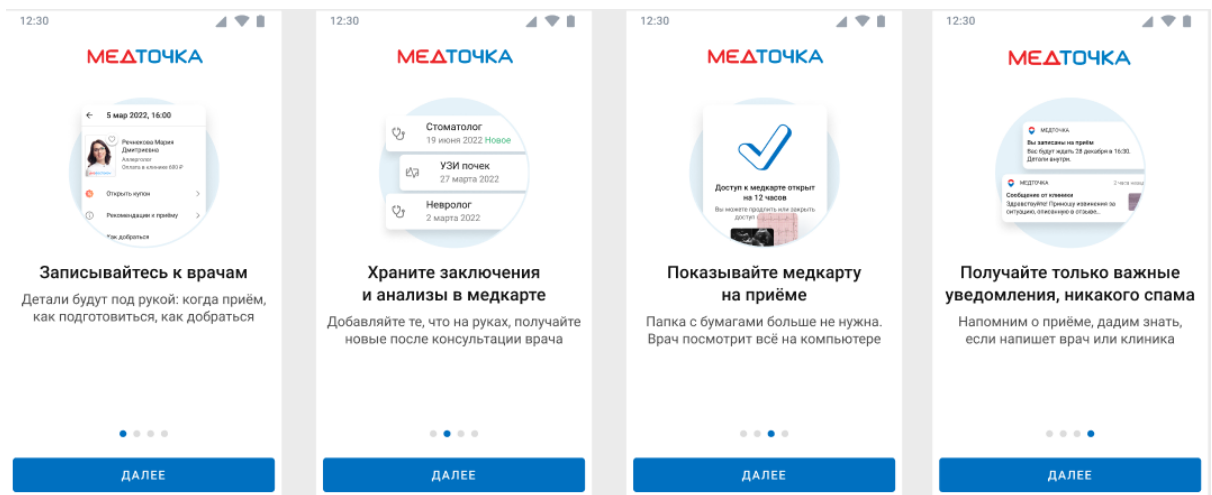 12:30
МЕДТОЧКА
5 мар 2022, 16:00
Речнекова Мария
Дмитриевна
Аллерголог
Оплата в клинике 680 ₽
Открыть купон
Рекомендации к приёму
Как добраться
Записывайтесь к врачам
Детали будут под рукой: когда приём,
как подготовиться, как добраться
ДАЛЕЕ
12:30
МЕДТОЧКА
Стоматолог
19 июня 2022 Новое
УЗИ почек
27 марта 2022
Невролог
2 марта 2022
Храните заключения
и анализы в медкарте
Добавляйте те, что на руках, получайте
новые после консультации врача
ДАЛЕЕ
12:30
МЕДТОЧКА
Доступ к медкарте открыт
на 12 часов
Вы можете продлить или закрыть
доступ
Показывайте медкарту
на приёме
Папка с бумагами больше не нужна.
Врач посмотрит всё на компьютере
ДАЛЕЕ
12:30
МЕДТОЧКА
МЕДТОЧКА
Вы записаны на приём
Вас будут ждать 28 декабря в 16:30.
Детали внутри.
МЕДТОЧКА 2 часа назад
Сообщение от клиники
Здравствуйте! Приношу извинения за
ситуацию, описанную в отзыве...
Получайте только важные
уведомления, никакого спама
Напомним о приёме, дадим знать,
если напишет врач или клиника
ДАЛЕЕ